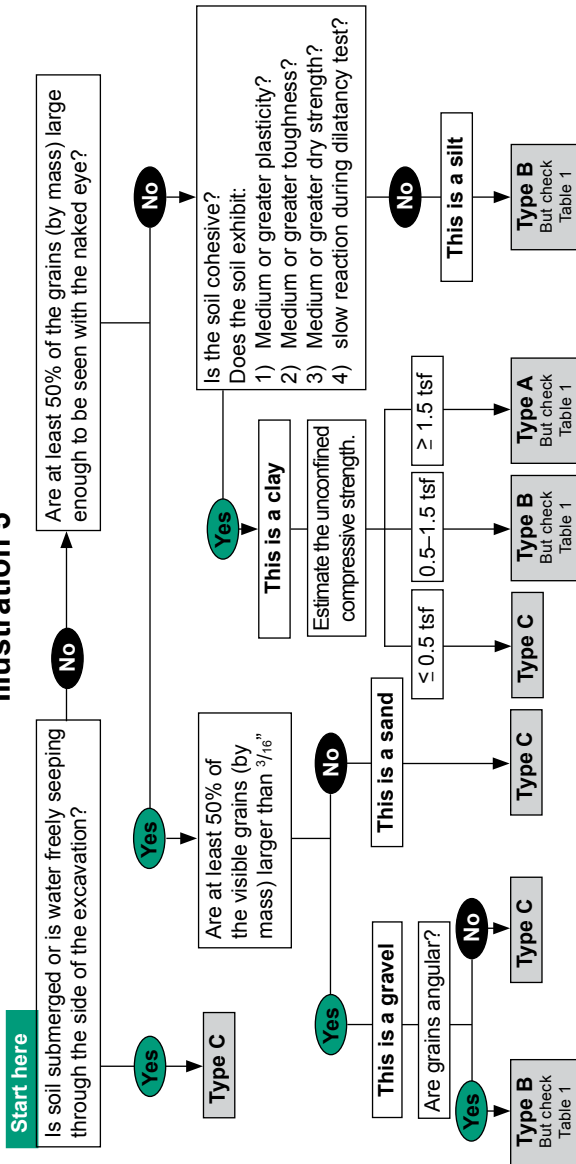 Illustration 3
Start here
Is soil submerged or is water freely seeping
through the side of the excavation?
Yes
Type C
No
Are at least 50% of the grains (by mass) large
enough to be seen with the naked eye?
Yes
Are at least 50% of
the visible grains (by
mass) larger than 3/16”
Yes
This is a gravel
Are grains angular?
Yes
Type B
But check
Table 1
No
Type C
No
This is a sand
Type C
No
Is the soil cohesive?
Does the soil exhibit:
1) Medium or greater plasticity?
2) Medium or greater toughness?
3) Medium or greater dry strength?
4) slow reaction during dilatancy test?
Yes
This is a clay
Estimate the unconfined
compressive strength.
≤ 0.5 tsf
Type C
0.5–1.5 tsf
Type B
But check
Table 1
≥ 1.5 tsf
Type A
But check
Table 1
No
This is a silt
Type B
But check
Table 1